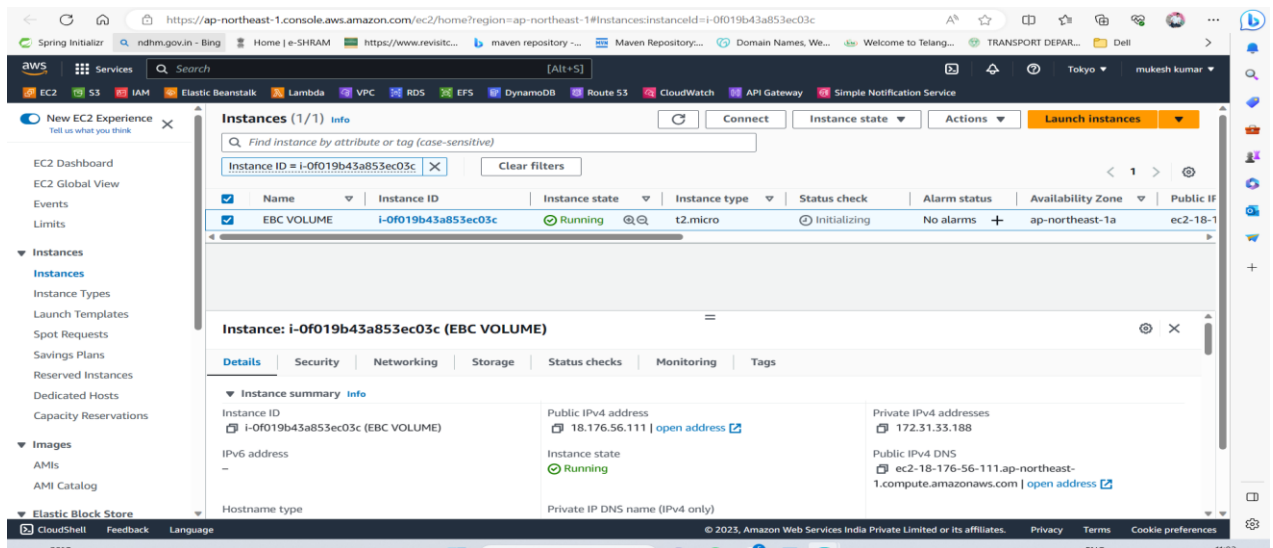 https://ap-northeast-1.console.aws.amazon.com/ec2/home?region=ap-northeast-1#Instances:instanceId=i-0f019b43a853ec03c
Spring Initializr ndhm.gov.in - Bing Home | e-SHRAM https://www.revisitc... maven repository -... Maven Repository:... Domain Names, We... Welcome to Telang... TRANSPORT DEPAR... Dell
aws Services Search [Alt+S] Tokyo mukesh kumar
EC2 S3 IAM Elastic Beanstalk Lambda VPC RDS EFS DynamoDB Route 53 CloudWatch API Gateway Simple Notification Service
New EC2 Experience
Tell us what you think
EC2 Dashboard
EC2 Global View
Events
Limits
Instances
Instances
Instance Types
Launch Templates
Spot Requests
Savings Plans
Reserved Instances
Dedicated Hosts
Capacity Reservations
Images
AMIs
AMI Catalog
Elastic Block Store
Instances (1/1) Info Connect Instance state Actions Launch instances
Find instance by attribute or tag (case-sensitive)
Instance ID = i-0f019b43a853ec03c Clear filters
1
Name Instance ID Instance state Instance type Status check Alarm status Availability Zone Public IP
EBC VOLUME i-0f019b43a853ec03c Running t2.micro Initializing No alarms + ap-northeast-1a ec2-18-1
Instance: i-0f019b43a853ec03c (EBC VOLUME)
Details Security Networking Storage Status checks Monitoring Tags
Instance summary Info
Instance ID Public IPv4 address Private IPv4 addresses
i-0f019b43a853ec03c (EBC VOLUME) 18.176.56.111 | open address 172.31.33.188
IPv6 address Instance state Public IPv4 DNS
– Running ec2-18-176-56-111.ap-northeast-
1.compute.amazonaws.com | open address
Hostname type Private IP DNS name (IPv4 only)
CloudShell Feedback Language © 2023, Amazon Web Services India Private Limited or its affiliates. Privacy Terms Cookie preferences